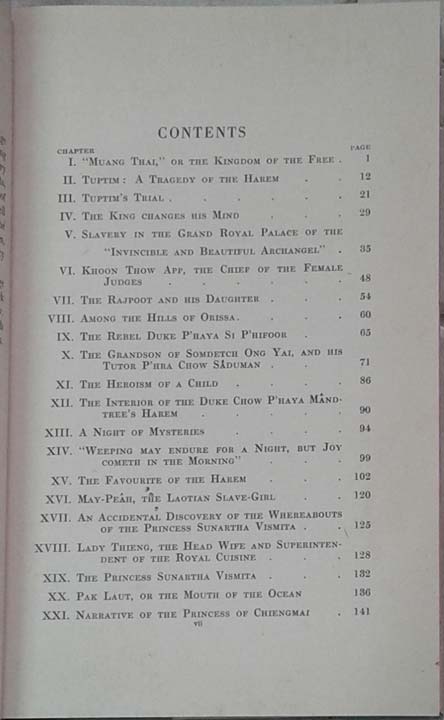 CONTENTS
CHAPTER PAGE
I. "Muang Thai," or the Kingdom of the Free . 1
II. Tuptim : A Tragedy of the Harem . . 12
III. Tuptim's Trial . . . . . . 21
IV. The King changes his Mind . . . 29
V. Slavery in the Grand Royal Palace of the
"Invincible and Beautiful Archangel" . 35
VI. Khoon Thow App, the Chief of the Female
Judges . . . . . . 48
VII. The Rajpoot and his Daughter . . . 54
VIII. Among the Hills of Orissa . . . . 60
IX. The Rebel Duke P'haya Si P'hifoor . 65
X. The Grandson of Somdetch Ong Yai, and his
Tutor P'hra Chow Sâduman . . 71
XI. The Heroism of a Child . . . . 86
XII. The Interior of the Duke Chow P'haya Mând-
tree's Harem . . . . 90
XIII. A Night of Mysteries . . . . 94
XIV. "Weeping may endure for a Night, but Joy
cometh in the Morning" . . . 99
XV. The Favourite of the Harem . . . 102
XVI. May-Peâh, the Laotian Slave-Girl . . 120
XVII. An Accidental Discovery of the Whereabouts
of the Princess Sunartha Vismita . . 125
XVIII. Lady Thieng, the Head Wife and Superinten-
dent of the Royal Cuisine . . . 128
XIX. The Princess Sunartha Vismita . . . 132
XX. Pak Laut, or the Mouth of the Ocean 136
XXI. Narrative of the Princess of Chiengmai . 141
vii